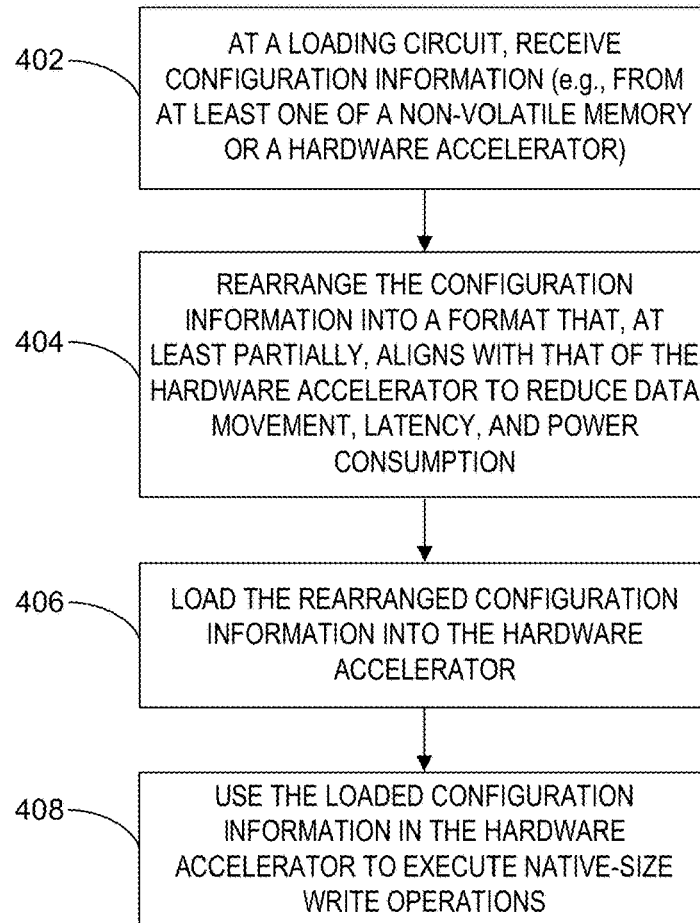 402
AT A LOADING CIRCUIT, RECEIVE
CONFIGURATION INFORMATION (e.g., FROM
AT LEAST ONE OF A NON-VOLATILE MEMORY
OR A HARDWARE ACCELERATOR)
404
REARRANGE THE CONFIGURATION
INFORMATION INTO A FORMAT THAT, AT
LEAST PARTIALLY, ALIGNS WITH THAT OF THE
HARDWARE ACCELERATOR TO REDUCE DATA
MOVEMENT, LATENCY, AND POWER
CONSUMPTION
406
LOAD THE REARRANGED CONFIGURATION
INFORMATION INTO THE HARDWARE
ACCELERATOR
408
USE THE LOADED CONFIGURATION
INFORMATION IN THE HARDWARE
ACCELERATOR TO EXECUTE NATIVE-SIZE
WRITE OPERATIONS